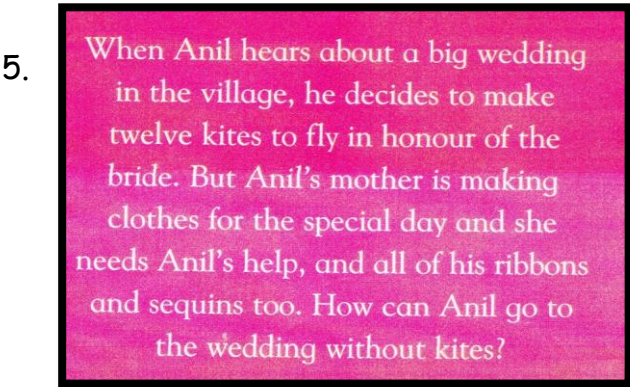 5.
When Anil hears about a big wedding
in the village, he decides to make
twelve kites to fly in honour of the
bride. But Anil's mother is making
clothes for the special day and she
needs Anil's help, and all of his ribbons
and sequins too. How can Anil go to
the wedding without kites?